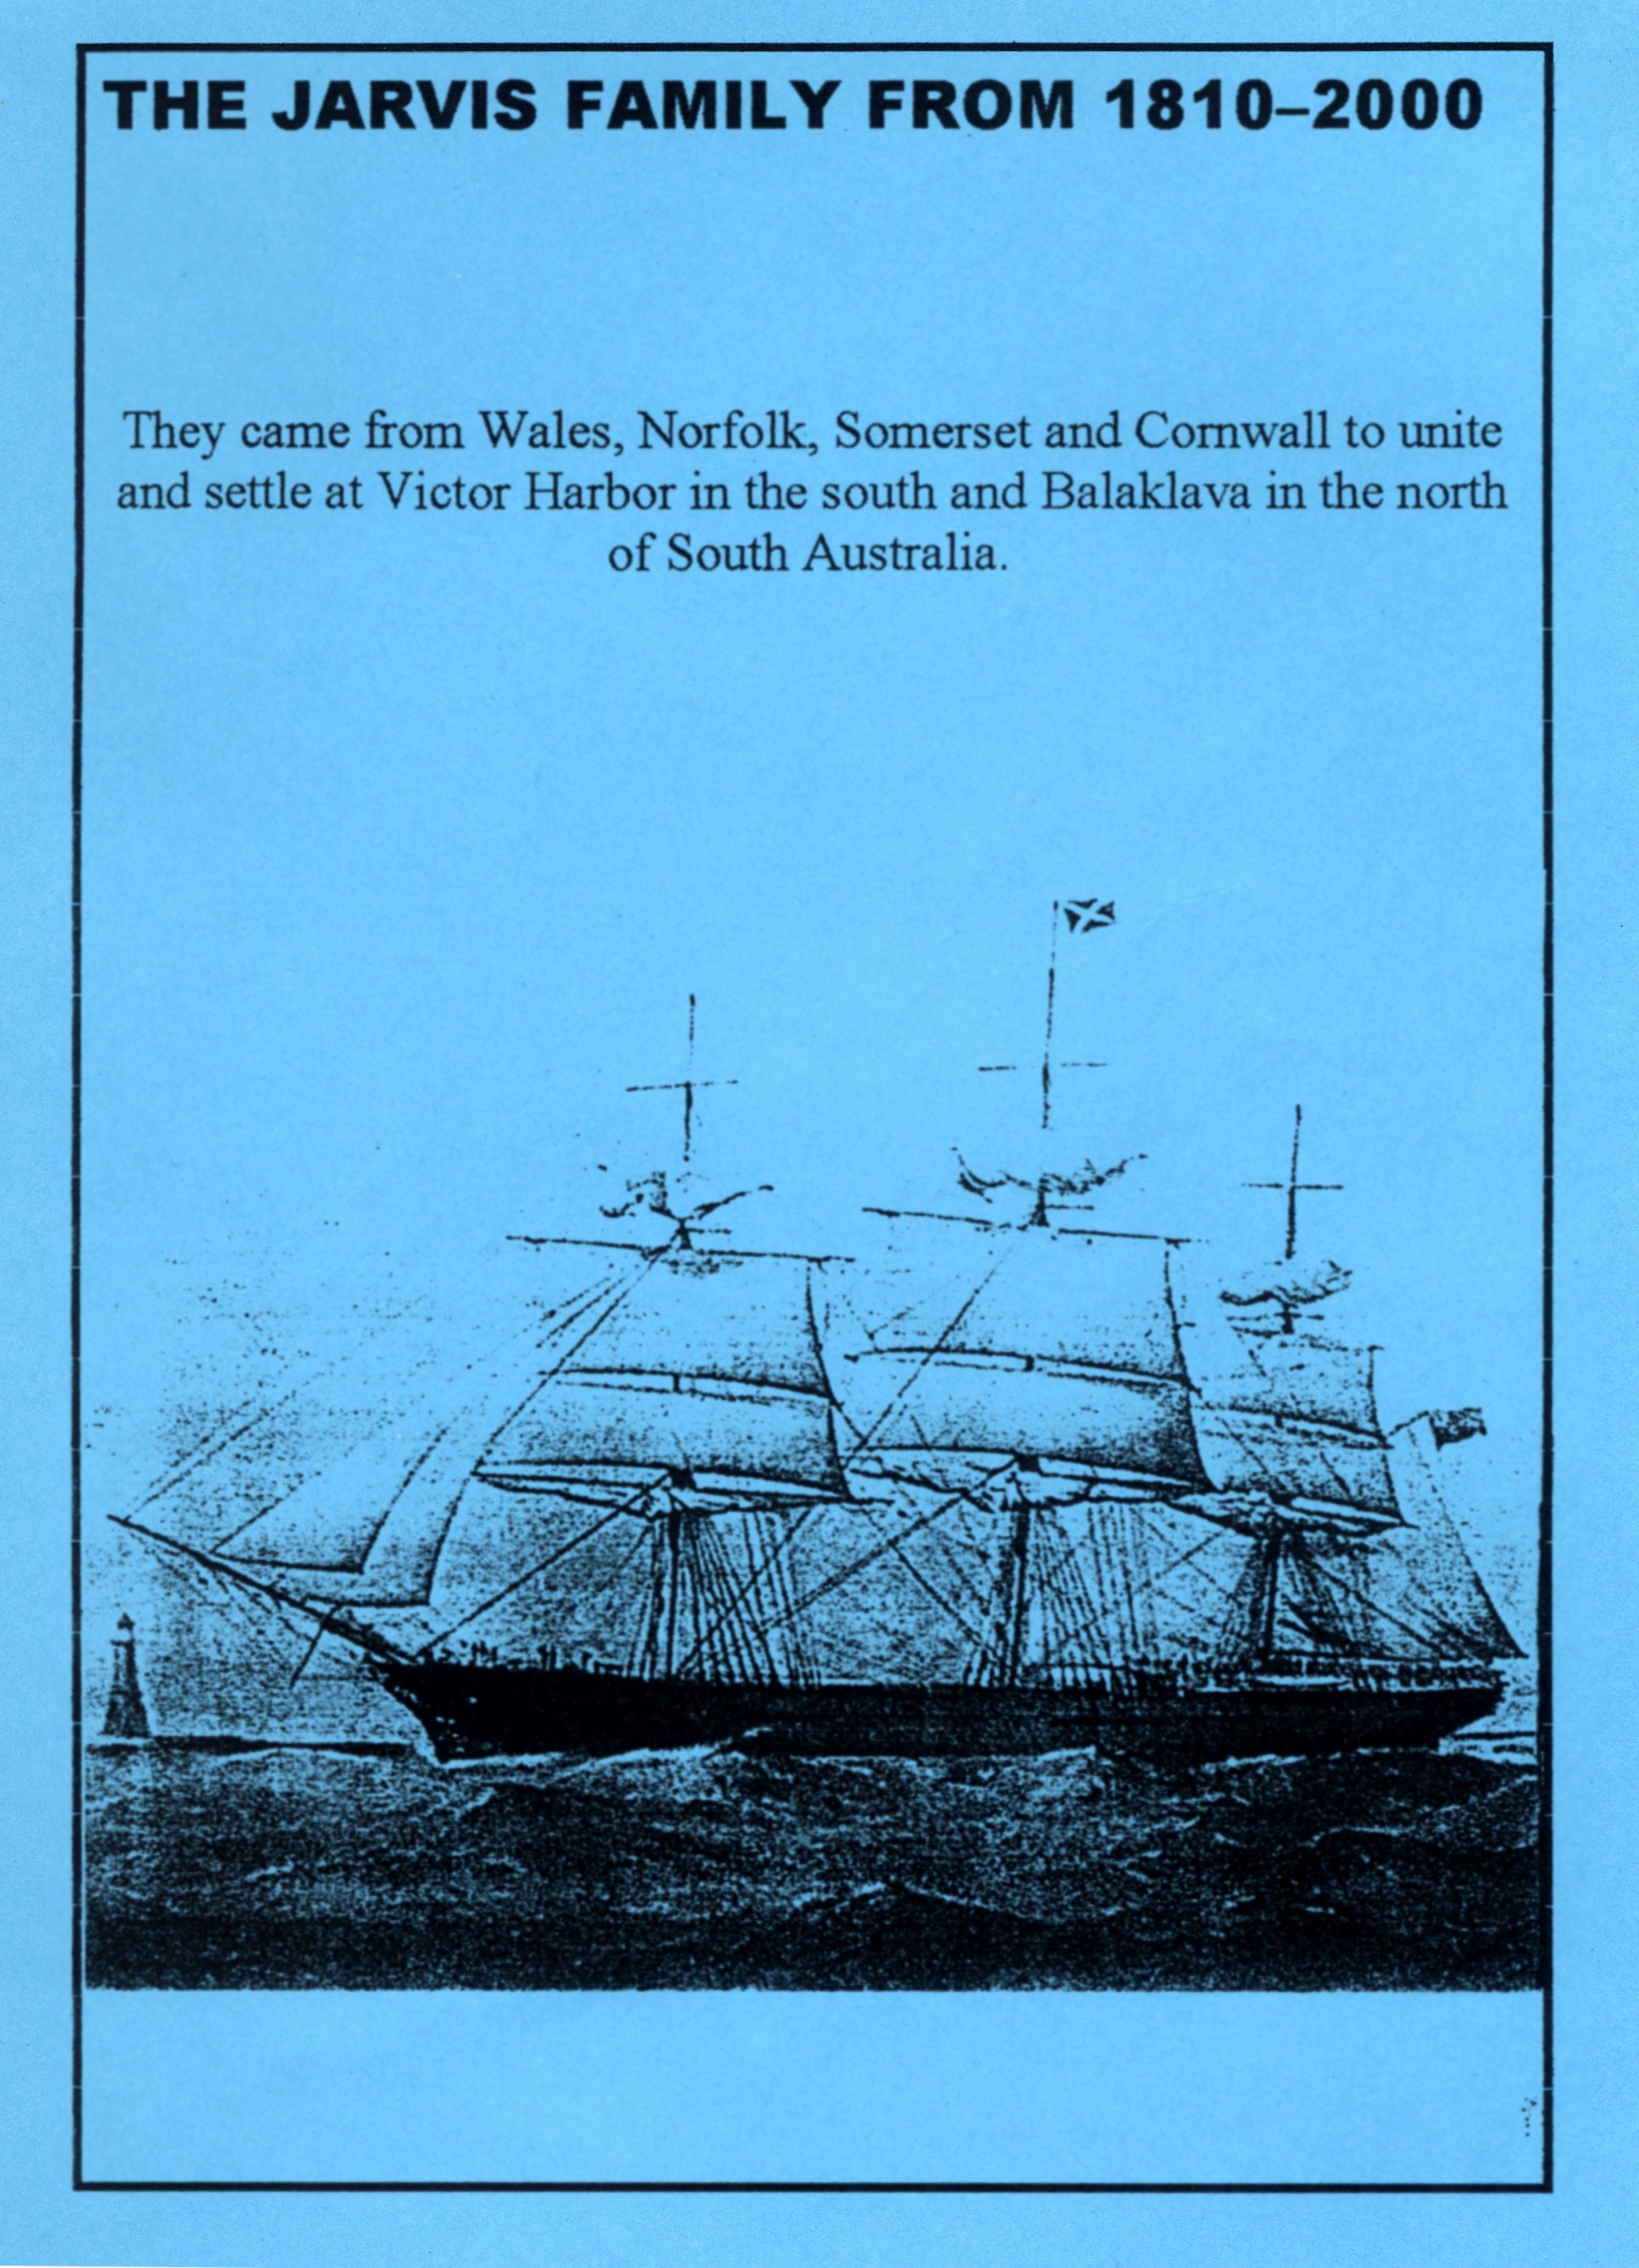 THE JARVIS FAMILY FROM 1810–2000
They came from Wales, Norfolk, Somerset and Cornwall to unite
and settle at Victor Harbor in the south and Balaklava in the north
of South Australia.